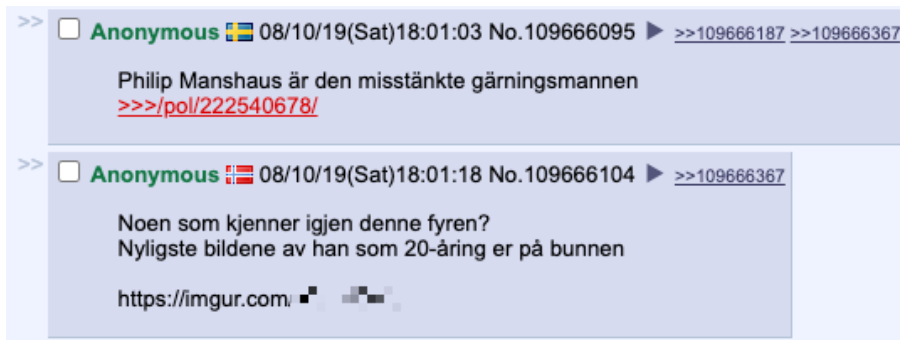 >> Anonymous 08/10/19(Sat)18:01:03 No.109666095 ▶ >>109666187 >>109666367
Philip Manshaus är den misstänkte gärningsmannen
>>>/pol/222540678/
>> Anonymous 08/10/19(Sat)18:01:18 No.109666104 ▶ >>109666367
Noen som kjenner igjen denne fyren?
Nyligste bildene av han som 20-åring er på bunnen
https://imgur.com/